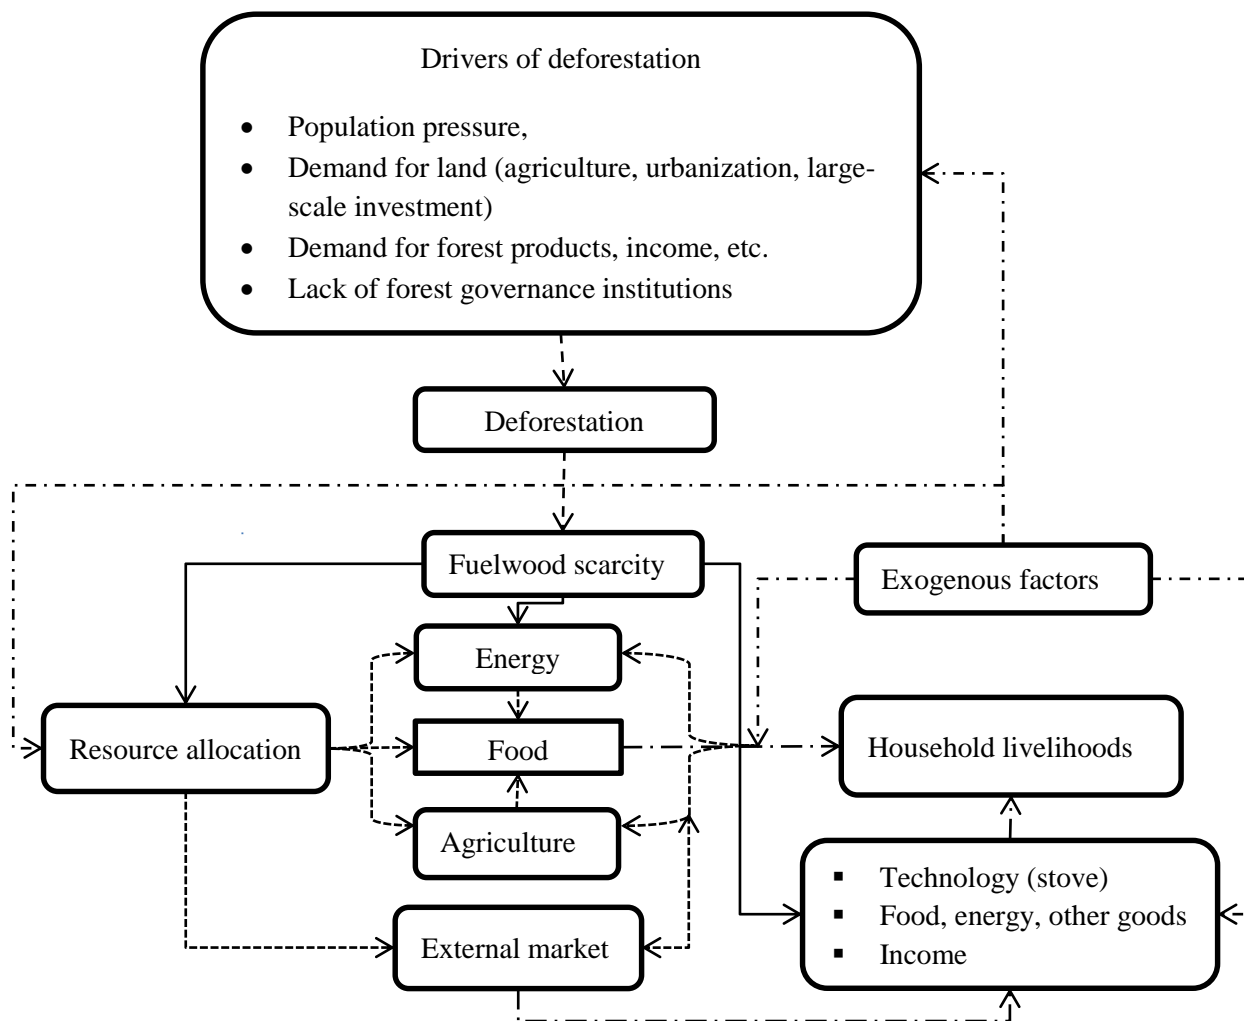 Drivers of deforestation
• Population pressure,
• Demand for land (agriculture, urbanization, large-
scale investment)
• Demand for forest products, income, etc.
• Lack of forest governance institutions
Deforestation
Fuelwood scarcity
Exogenous factors
Energy
Resource allocation
Food
Household livelihoods
Agriculture
External market
▪ Technology (stove)
▪ Food, energy, other goods
▪ Income